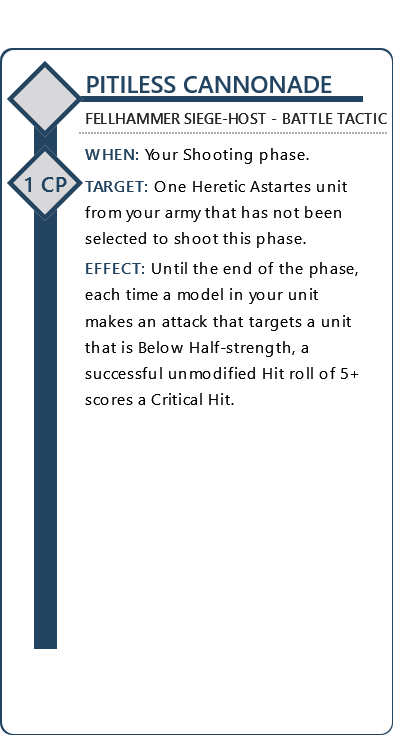 PITILESS CANNONADE
FELLHAMMER SIEGE-HOST - BATTLE TACTIC
WHEN: Your Shooting phase.
1 CP
TARGET: One Heretic Astartes unit
from your army that has not been
selected to shoot this phase.
EFFECT: Until the end of the phase,
each time a model in your unit
makes an attack that targets a unit
that is Below Half-strength, a
successful unmodified Hit roll of 5+
scores a Critical Hit.